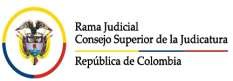 Rama Judicial
Consejo Superior de la Judicatura
República de Colombia